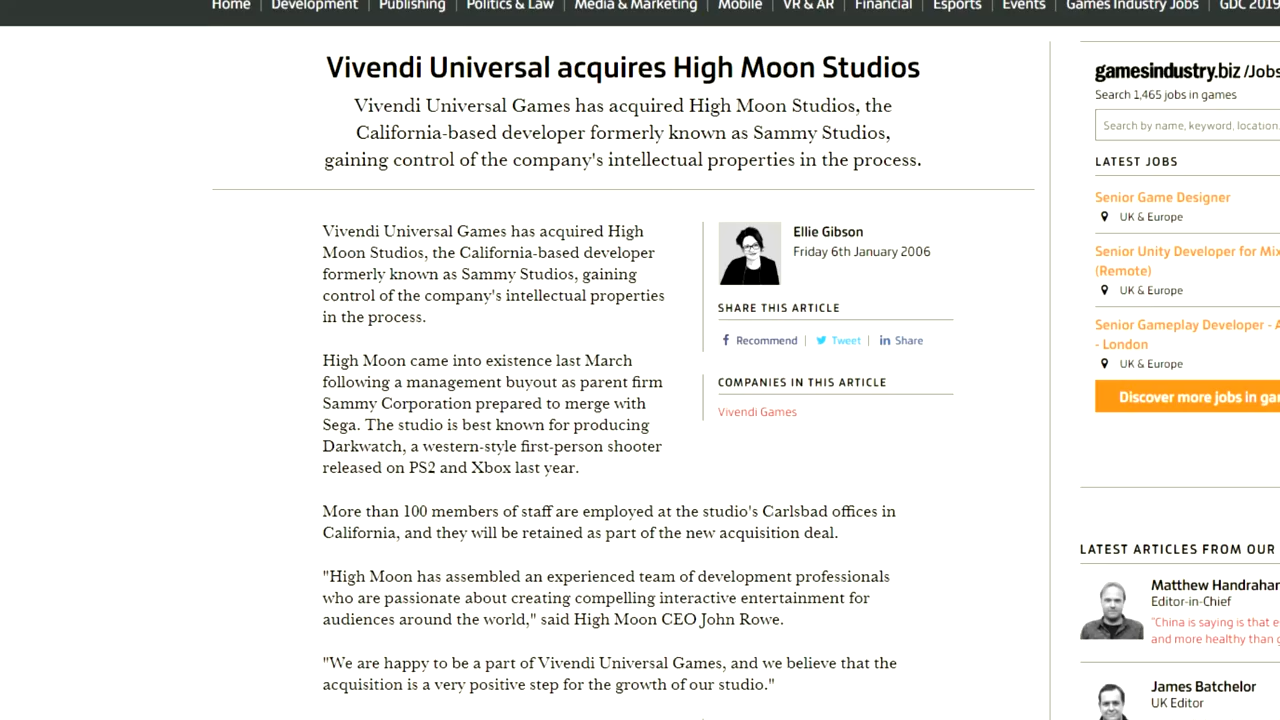 Home | Development | Publishing | Politics & Law | Media & Marketing | Mobile | VR & AR | Financial | Esports | Events | Games Industry Jobs | GDC 2019
Vivendi Universal acquires High Moon Studios
Vivendi Universal Games has acquired High Moon Studios, the
California-based developer formerly known as Sammy Studios,
gaining control of the company's intellectual properties in the process.
Vivendi Universal Games has acquired High
Moon Studios, the California-based developer
formerly known as Sammy Studios, gaining
control of the company's intellectual properties
in the process.
High Moon came into existence last March
following a management buyout as parent firm
Sammy Corporation prepared to merge with
Sega. The studio is best known for producing
Darkwatch, a western-style first-person shooter
released on PS2 and Xbox last year.
More than 100 members of staff are employed at the studio's Carlsbad offices in
California, and they will be retained as part of the new acquisition deal.
"High Moon has assembled an experienced team of development professionals
who are passionate about creating compelling interactive entertainment for
audiences around the world," said High Moon CEO John Rowe.
"We are happy to be a part of Vivendi Universal Games, and we believe that the
acquisition is a very positive step for the growth of our studio."
Ellie Gibson
Friday 6th January 2006
SHARE THIS ARTICLE
Recommend | Tweet | Share
COMPANIES IN THIS ARTICLE
Vivendi Games
gamesindustry.biz /Jobs
Search 1,465 jobs in games
Search by name, keyword, location.
LATEST JOBS
Senior Game Designer
UK & Europe
Senior Unity Developer for Mix
(Remote)
UK & Europe
Senior Gameplay Developer - A
- London
UK & Europe
Discover more jobs in ga
LATEST ARTICLES FROM OUR
Matthew Handrahan
Editor-in-Chief
"China is saying is that e
and more healthy than g
James Batchelor
UK Editor